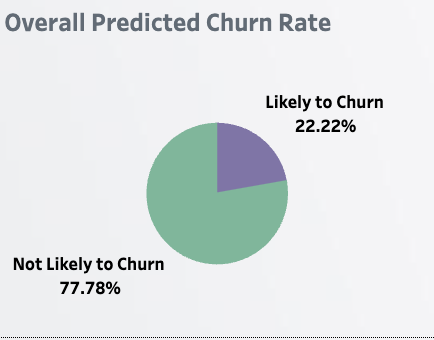 Overall Predicted Churn Rate
Likely to Churn
22.22%
Not Likely to Churn
77.78%